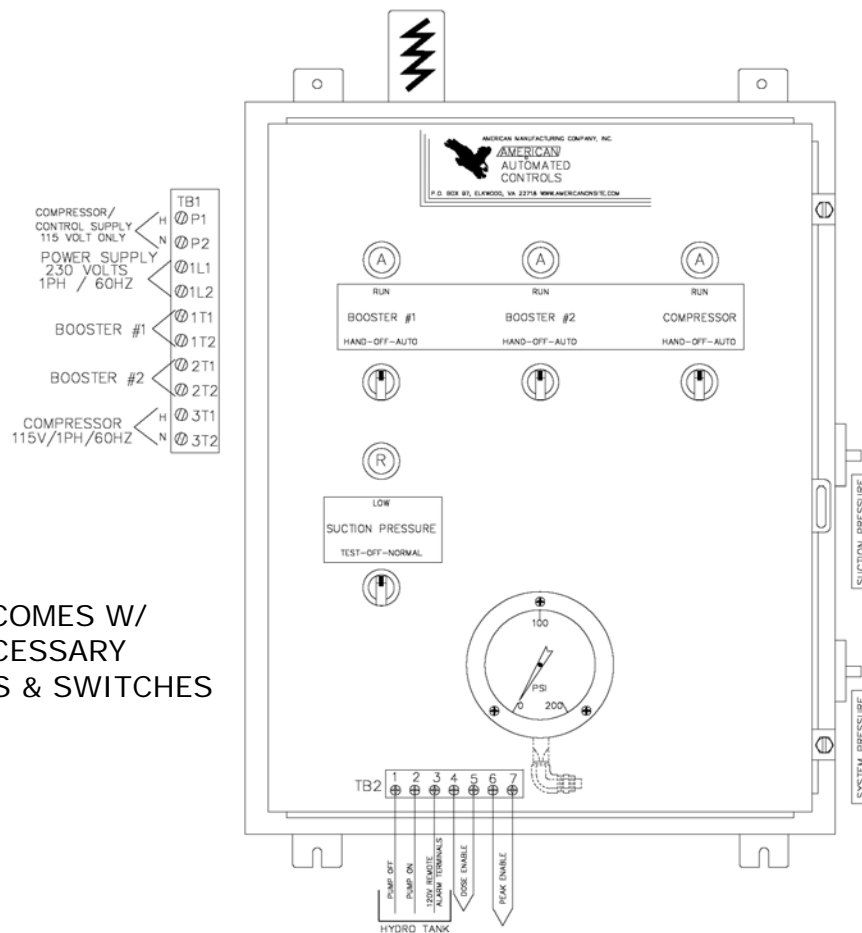 AMERICAN MANUFACTURING COMPANY, INC.
AMERICAN
AUTOMATED
CONTROLS
P.O. BOX 97, ELKWOOD, VA 22718 WWW.AMERICANONSITE.COM
TB1
COMPRESSOR/
CONTROL SUPPLY
115 VOLT ONLY
H P1
N P2
POWER SUPPLY
230 VOLTS
1PH / 60HZ
1L1
1L2
BOOSTER #1
1T1
1T2
BOOSTER #2
2T1
2T2
COMPRESSOR
115V/1PH/60HZ
H 3T1
N 3T2
A A A
RUN RUN RUN
BOOSTER #1 BOOSTER #2 COMPRESSOR
HAND-OFF-AUTO HAND-OFF-AUTO HAND-OFF-AUTO
R
LOW
SUCTION PRESSURE
TEST-OFF-NORMAL
COMES W/
CESSARY
S & SWITCHES
100
PSI
0 200
SUCTION PRESSURE
SYSTEM PRESSURE
TB2
1 2 3 4 5 6 7
PUMP OFF
PUMP ON
120V REMOTE
ALARM TERMINALS
DOSE ENABLE
PEAK ENABLE
HYDRO TANK